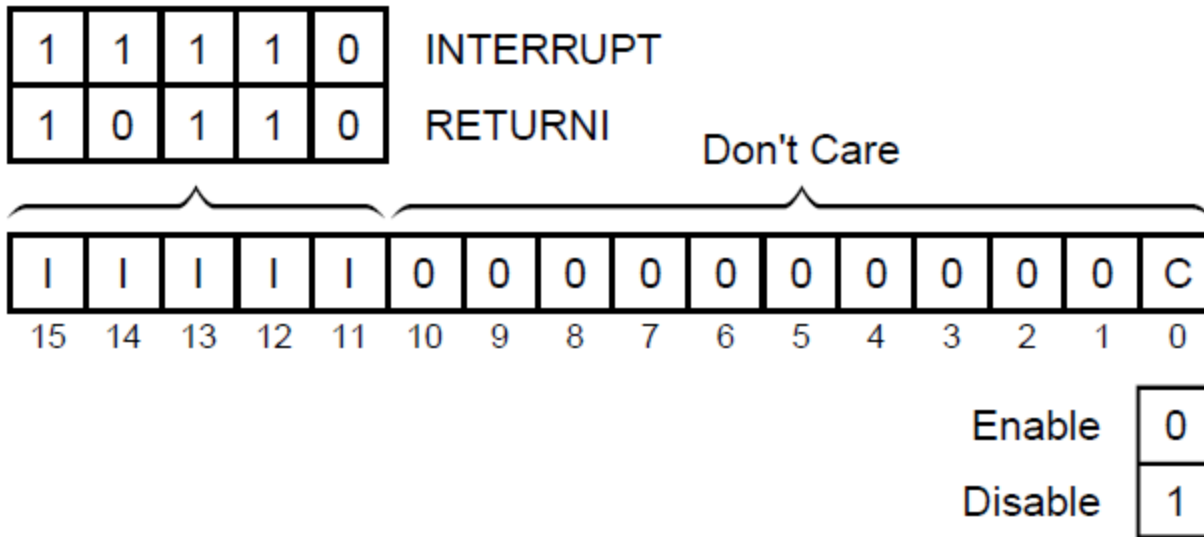 1 1 1 1 0 INTERRUPT
1 0 1 1 0 RETURNI
Don't Care
I I I I I 0 0 0 0 0 0 0 0 0 0 C
15 14 13 12 11 10 9 8 7 6 5 4 3 2 1 0
Enable 0
Disable 1